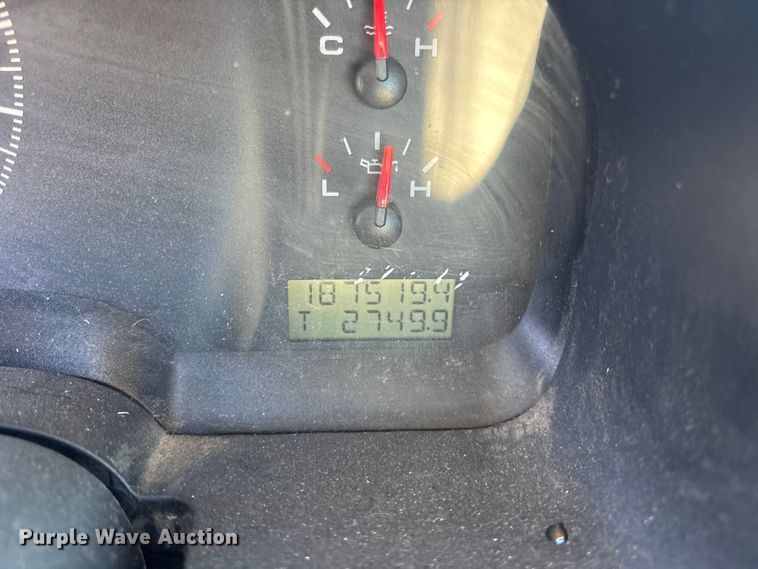 C H
L H
187519.4
T 2749.9
Purple Wave Auction®